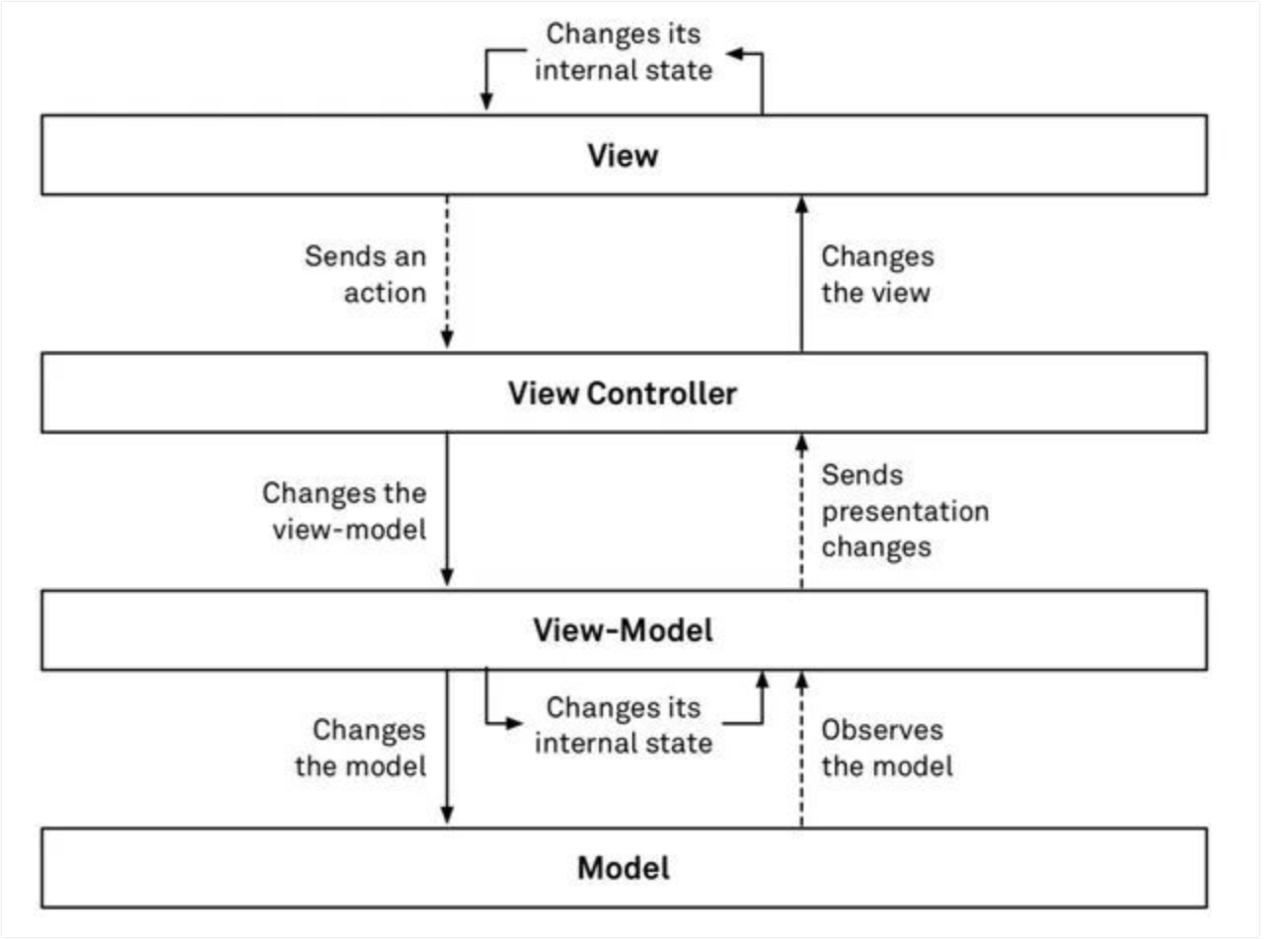 Changes its
internal state
View
Sends an
action
Changes
the view
View Controller
Changes the
view-model
Sends
presentation
changes
View-Model
Changes
the model
Changes its
internal state
Observes
the model
Model